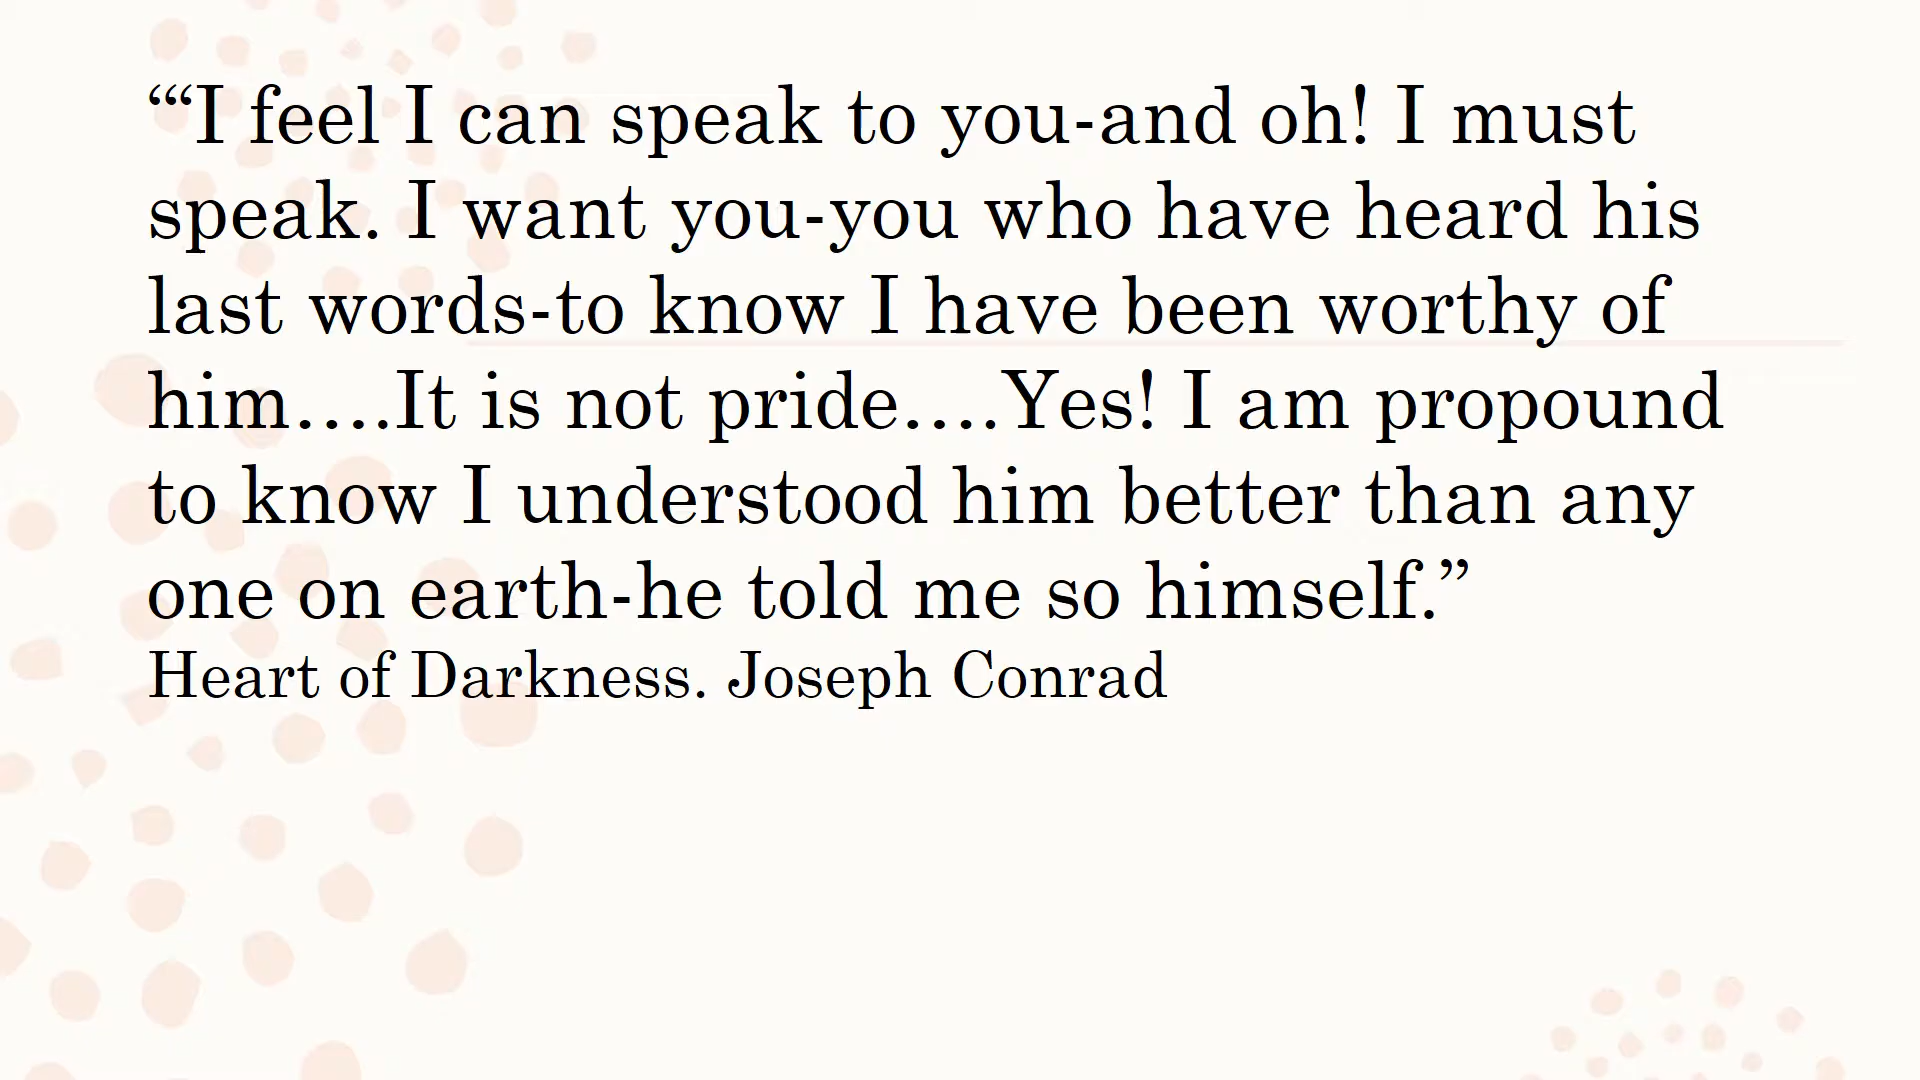 “‘I feel I can speak to you-and oh! I must
speak. I want you-you who have heard his
last words-to know I have been worthy of
him....It is not pride....Yes! I am propound
to know I understood him better than any
one on earth-he told me so himself.”
Heart of Darkness. Joseph Conrad